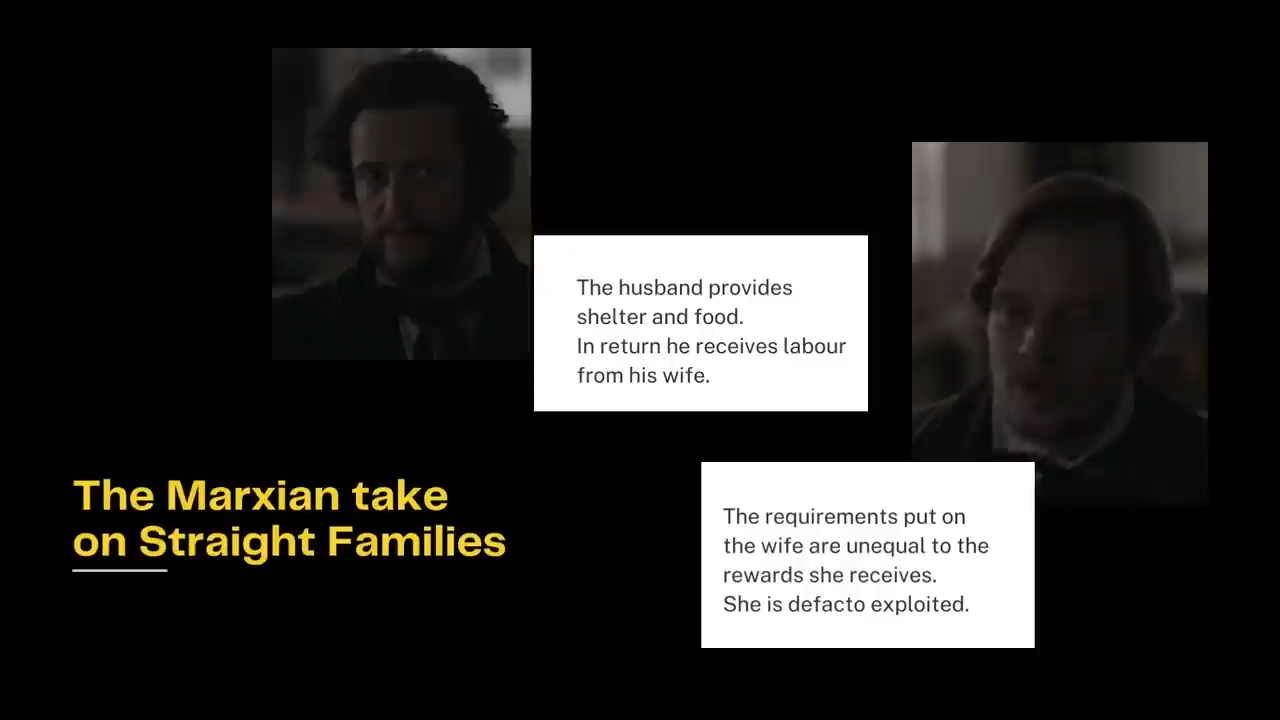 The husband provides
shelter and food.
In return he receives labour
from his wife.
The Marxian take
on Straight Families
The requirements put on
the wife are unequal to the
rewards she receives.
She is defacto exploited.